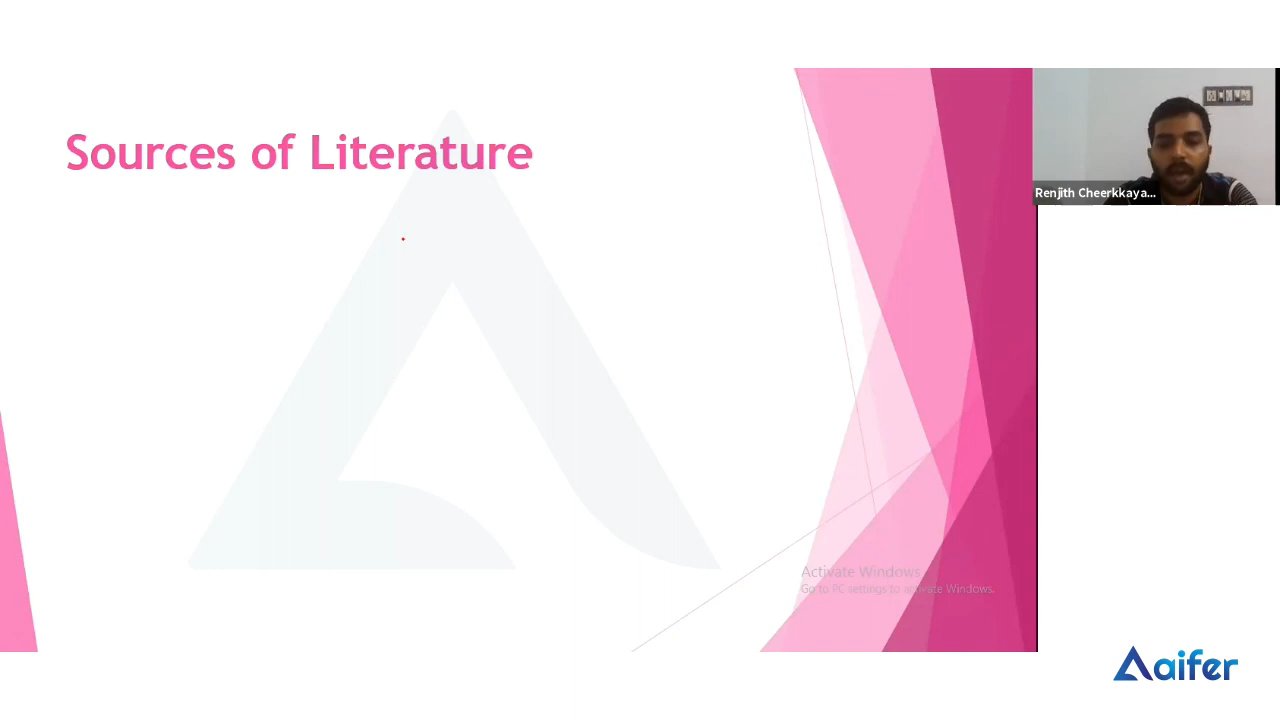 Sources of Literature
Renjith Cheerkkaya...
Activate Windows
Go to PC settings to activate Windows.
aifer